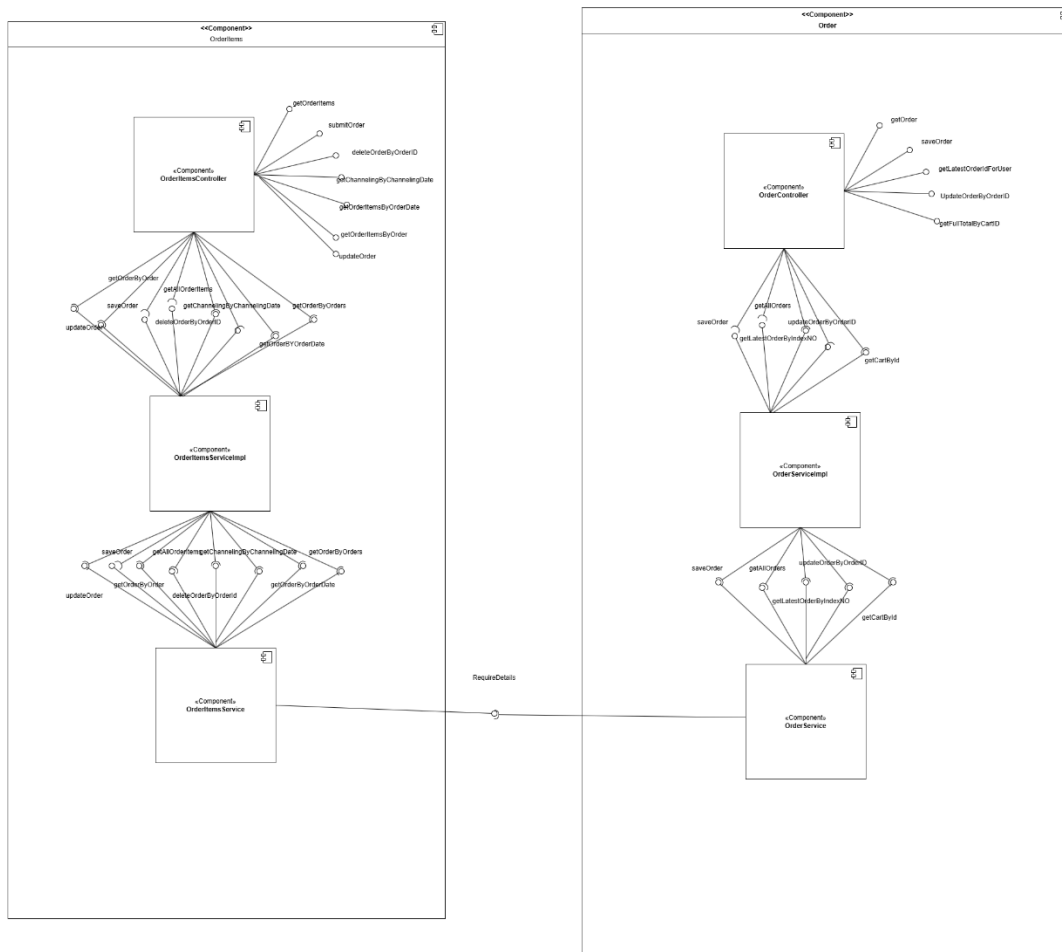 <<Component>>
OrderItems
getOrderItems
submitOrder
deleteOrderByOrderID
«Component»
OrderItemsController
getChannelingByChannelingDate
getOrderItemsByOrderDate
getOrderItemsByOrder
updateOrder
getOrderByOrder
getAllOrderItems
saveOrder
getChannelingByChannelingDate
getOrderByOrders
updateOrder
deleteOrderByOrderID
getOrderBYOrderDate
«Component»
OrderItemsServiceImpl
saveOrder
getAllOrderItems
getChannelingByChannelingDate
getOrderByOrders
getOrderByOrder
getOrderByOrderDate
updateOrder
deleteOrderByOrderId
«Component»
OrderItemsService
RequireDetails
<<Component>>
Order
getOrder
saveOrder
getLatestOrderIdForUser
«Component»
OrderController
UpdateOrderByOrderID
getFullTotalByCartID
getAllOrders
saveOrder
updateOrderByOrderID
getLatestOrderByIndexNO
getCartById
«Component»
OrderServiceImpl
updateOrderByOrderID
saveOrder
getAllOrders
getLatestOrderByIndexNO
getCartById
«Component»
OrderService